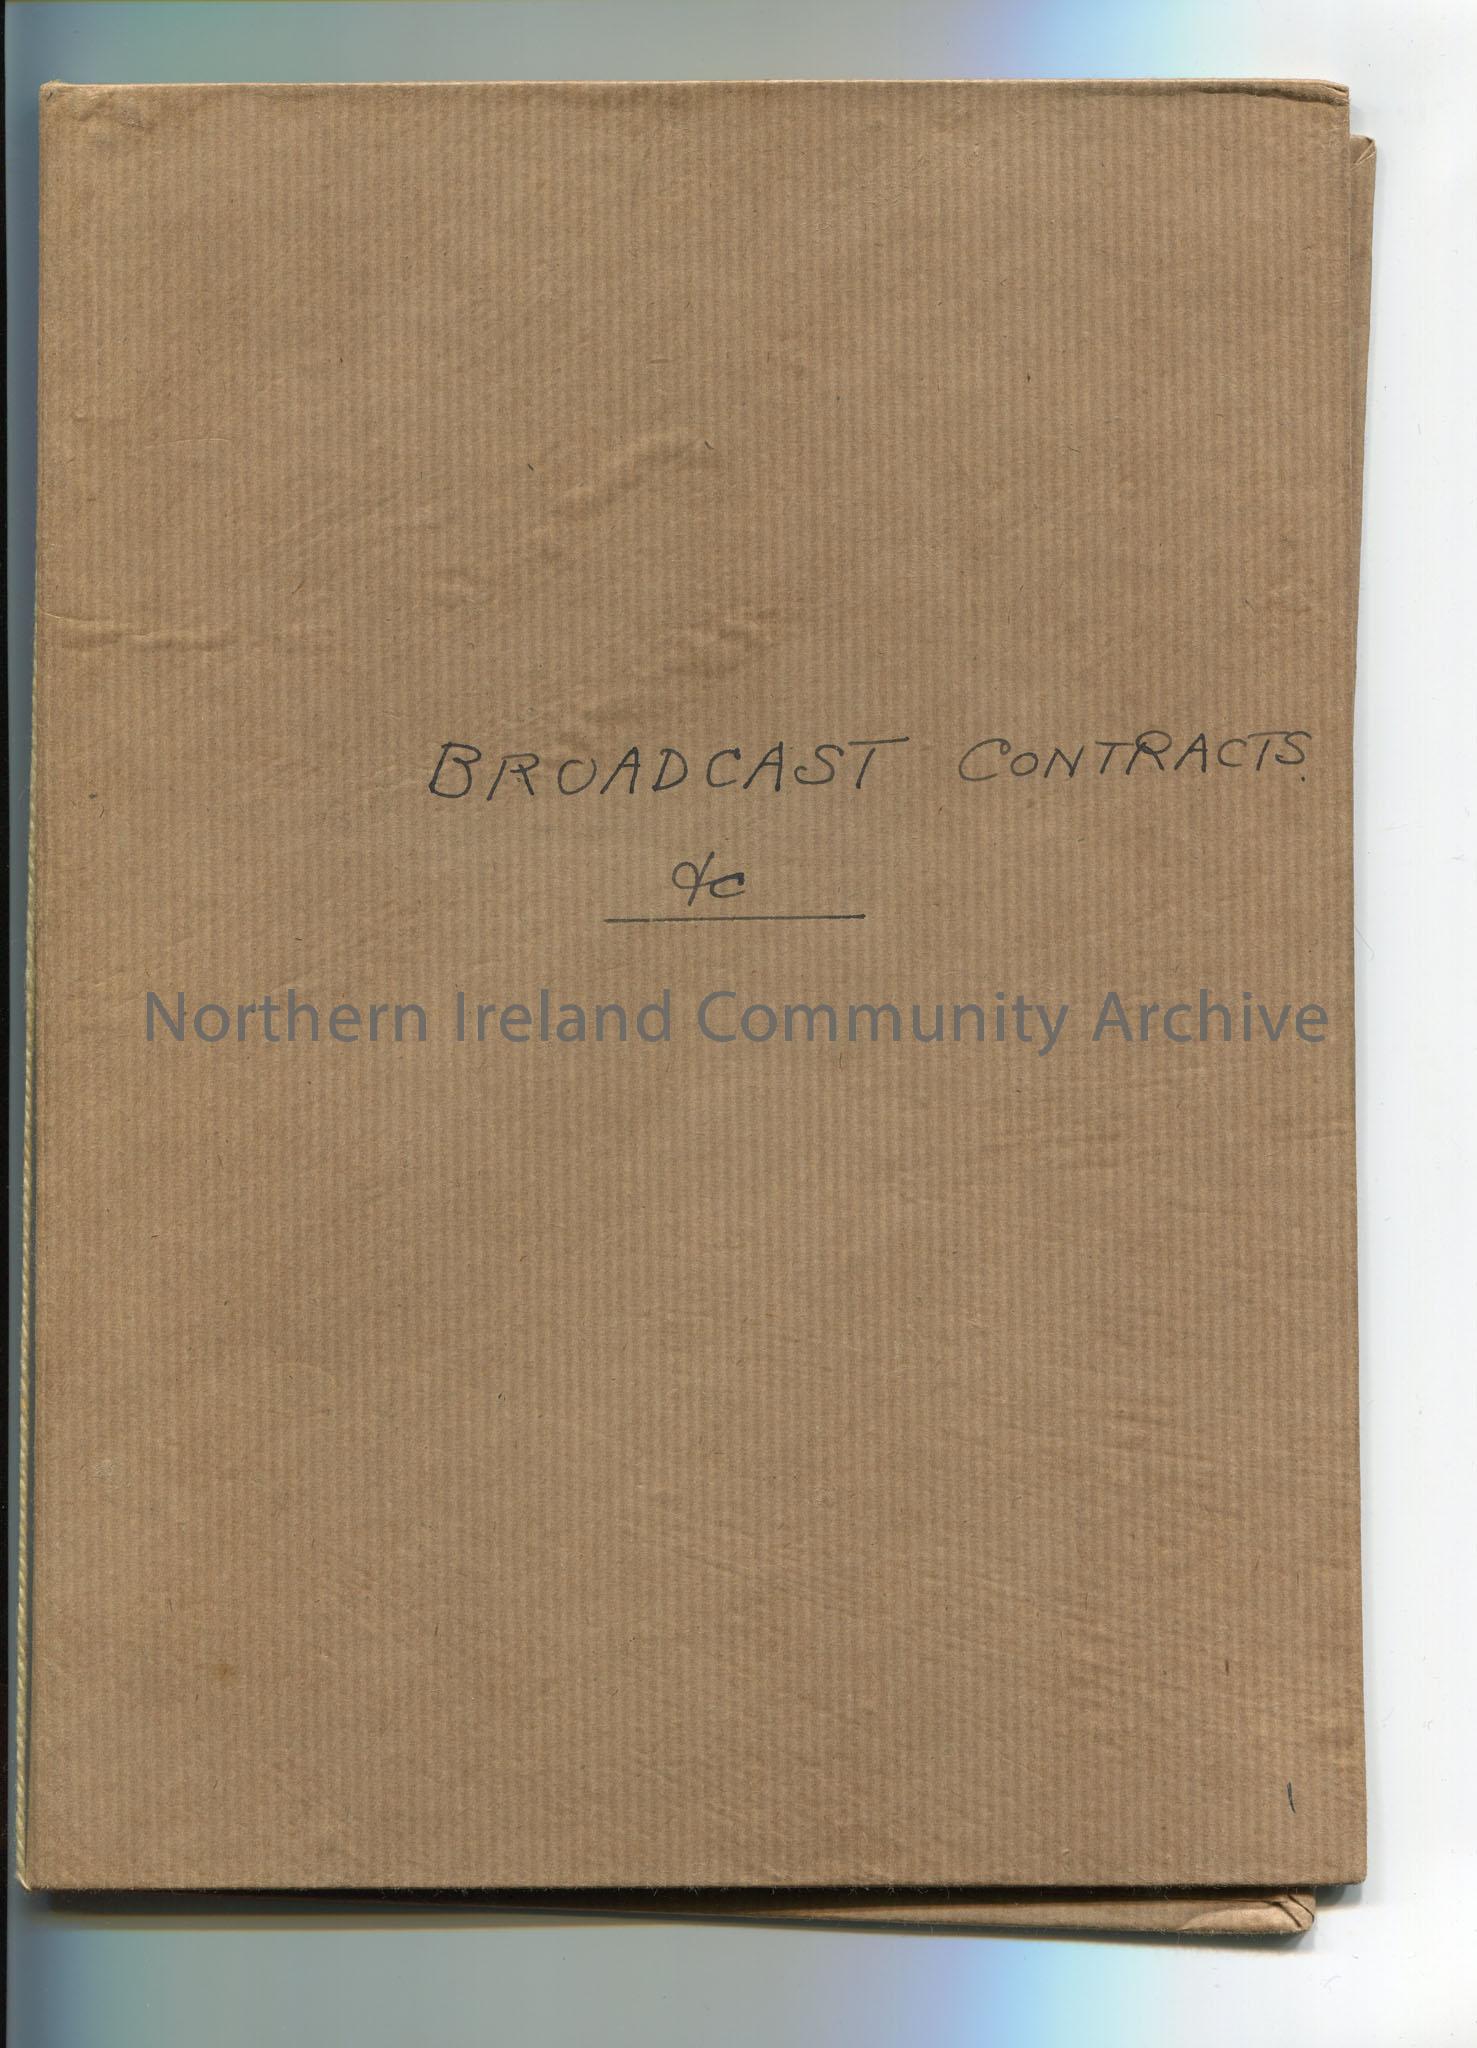 BROADCAST CONTRACTS.
&c
Northern Ireland Community Archive